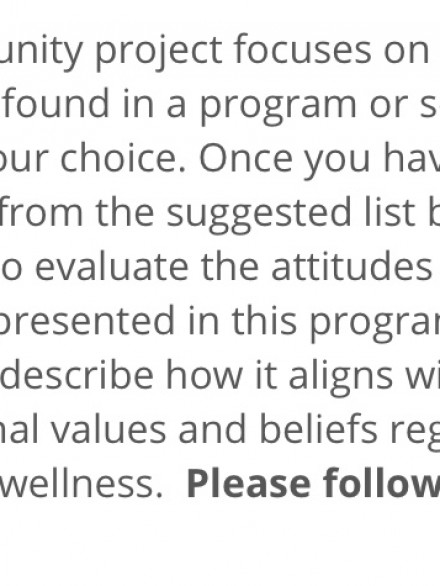 unity project focuses on
found in a program or s
our choice. Once you hav
from the suggested list b
o evaluate the attitudes
presented in this program
describe how it aligns wi
nal values and beliefs reg
wellness. Please follow